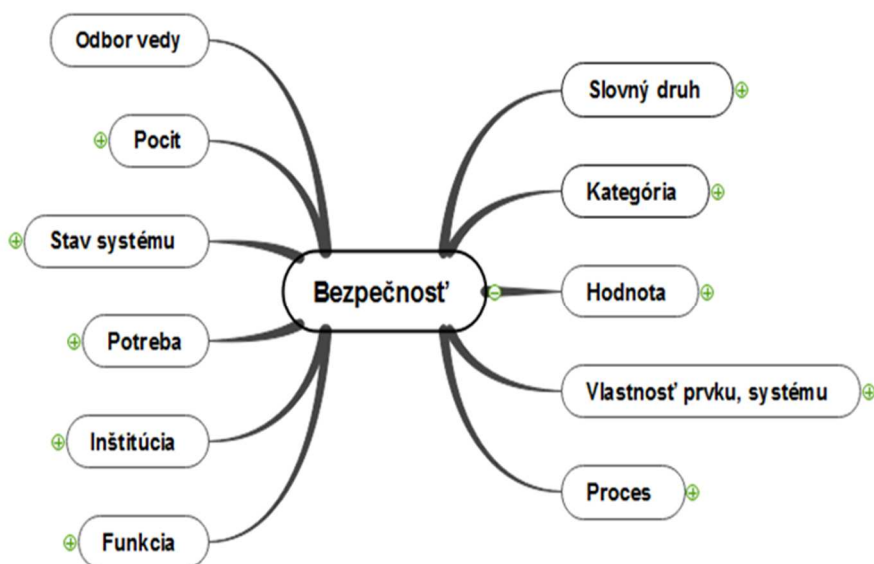 Odbor vedy
Pocit
Stav systému
Potreba
Inštitúcia
Funkcia
Bezpečnosť
Slovný druh
Kategória
Hodnota
Vlastnosť prvku, systému
Proces